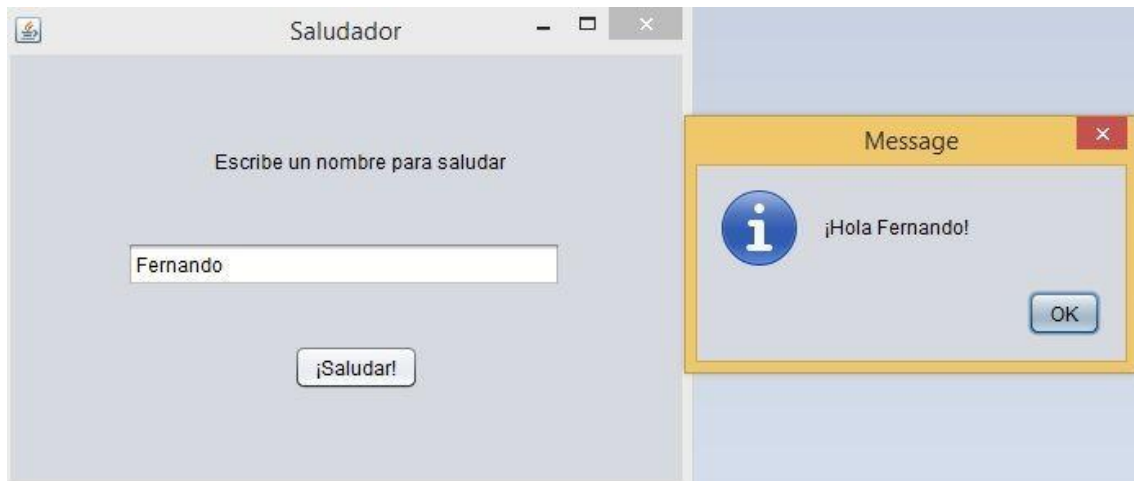 Saludador
Escribe un nombre para saludar
Fernando
¡Saludar!
Message
¡Hola Fernando!
OK